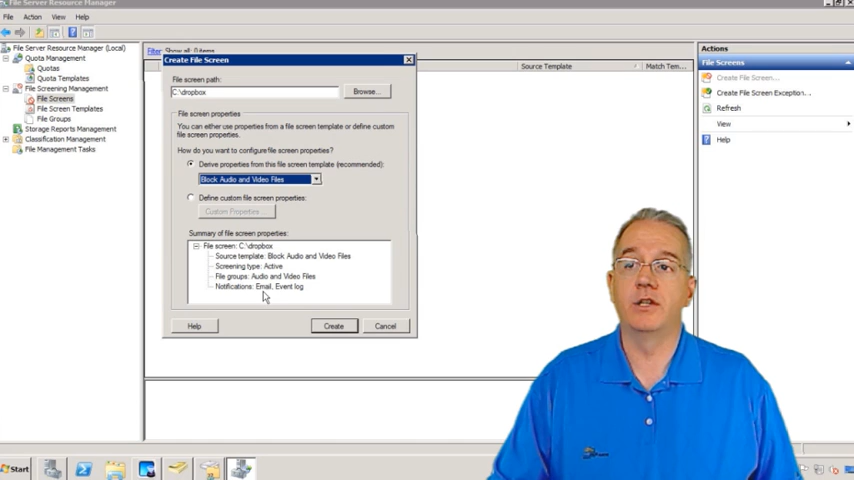 File Server Resource Manager
File Action View Help
File Server Resource Manager (Local)
Quota Management
Quotas
Quota Templates
File Screening Management
File Screens
File Screen Templates
File Groups
Storage Reports Management
Classification Management
File Management Tasks
Filter: Show all: 0 items
Source Template Match Tem...
Create File Screen
File screen path:
C:\dropbox
Browse...
File screen properties
You can either use properties from a file screen template or define custom
file screen properties.
How do you want to configure file screen properties?
Derive properties from this file screen template (recommended):
Block Audio and Video Files
Define custom file screen properties:
Custom Properties ...
Summary of file screen properties:
File screen: C:\dropbox
Source template: Block Audio and Video Files
Screening type: Active
File groups: Audio and Video Files
Notifications: Email, Event log
Help Create Cancel
Actions
File Screens
Create File Screen...
Create File Screen Exception...
Refresh
View
Help
Start